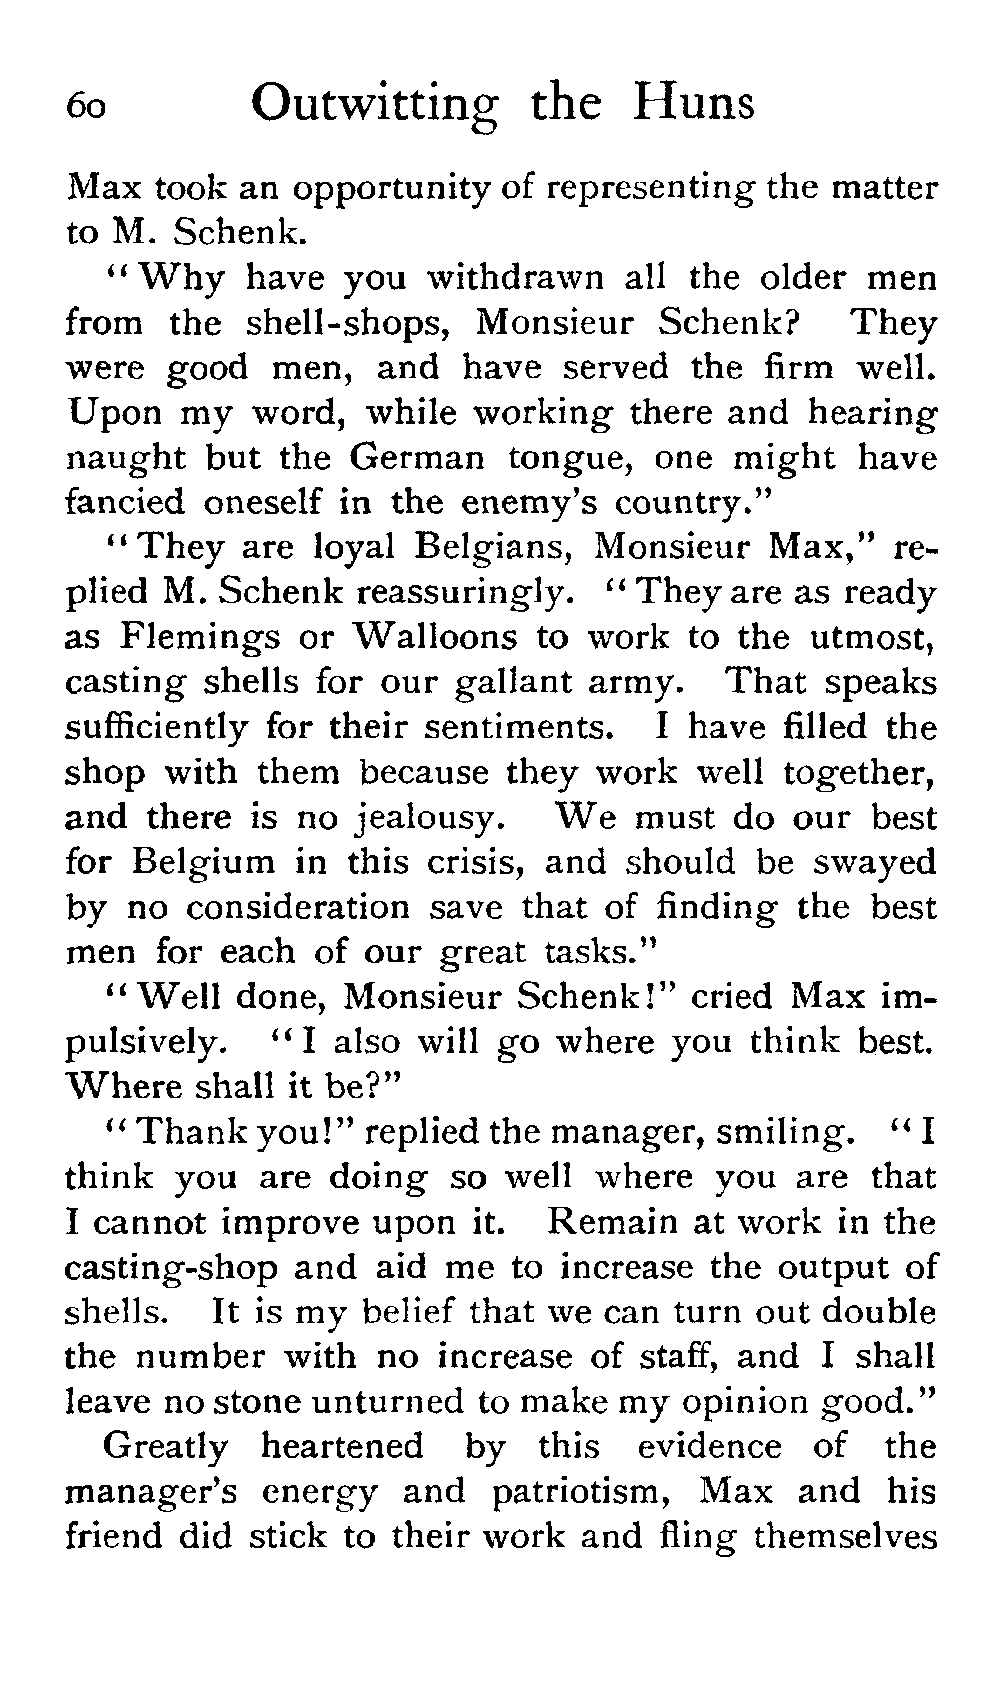 60 Outwitting the Huns
Max took an opportunity of representing the matter
to M. Schenk.
"Why have you withdrawn all the older men
from the shell-shops, Monsieur Schenk? They
were good men, and have served the firm well.
Upon my word, while working there and hearing
naught but the German tongue, one might have
fancied oneself in the enemy's country."
"They are loyal Belgians, Monsieur Max," re-
plied M. Schenk reassuringly. "They are as ready
as Flemings or Walloons to work to the utmost,
casting shells for our gallant army. That speaks
sufficiently for their sentiments. I have filled the
shop with them because they work well together,
and there is no jealousy. We must do our best
for Belgium in this crisis, and should be swayed
by no consideration save that of finding the best
men for each of our great tasks."
"Well done, Monsieur Schenk!" cried Max im-
pulsively. "I also will go where you think best.
Where shall it be?"
"Thank you!" replied the manager, smiling. "I
think you are doing so well where you are that
I cannot improve upon it. Remain at work in the
casting-shop and aid me to increase the output of
shells. It is my belief that we can turn out double
the number with no increase of staff, and I shall
leave no stone unturned to make my opinion good."
Greatly heartened by this evidence of the
manager's energy and patriotism, Max and his
friend did stick to their work and fling themselves